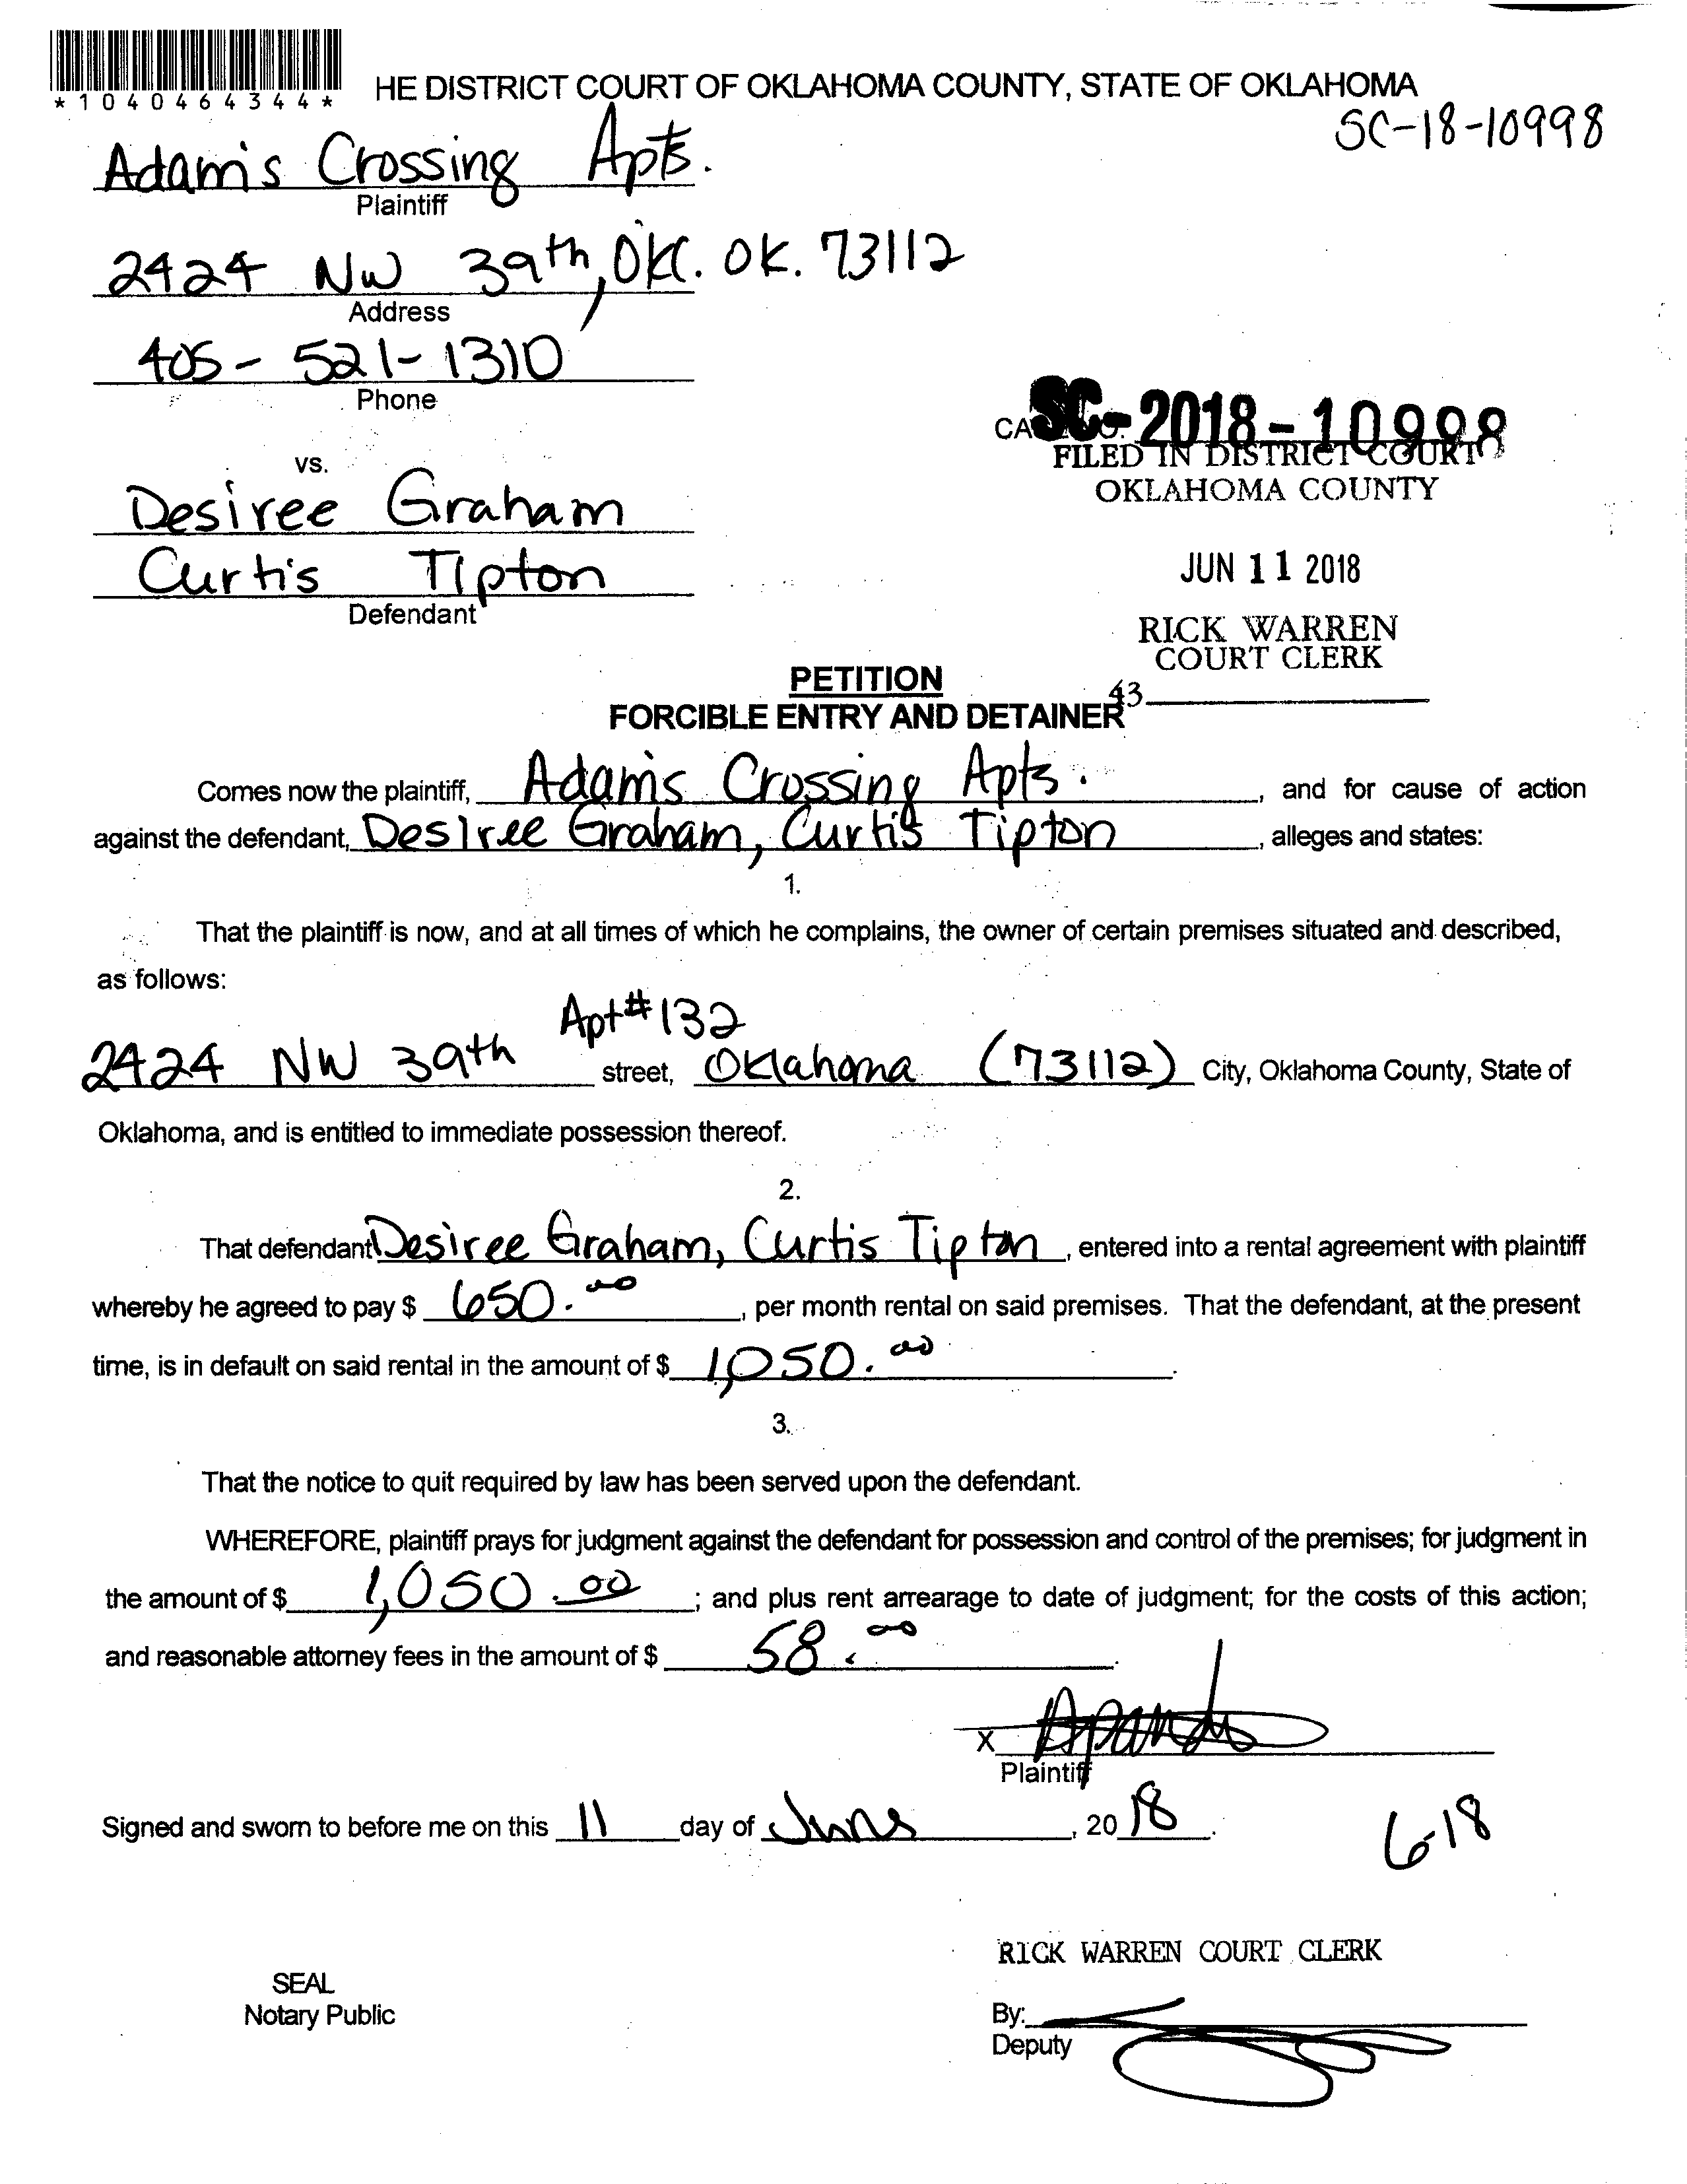 *1040464344*
HE DISTRICT COURT OF OKLAHOMA COUNTY, STATE OF OKLAHOMA
SC-18-10998
Adam's Crossing Apts.
Plaintiff
2424 NW 39th, OKC. OK. 73112
Address
405-521-1310
Phone
SC-2018-10998
FILED IN DISTRICT COURT
OKLAHOMA COUNTY
vs.
Desiree Graham
Curtis Tipton
Defendant
JUN 11 2018
RICK WARREN
COURT CLERK
43
PETITION
FORCIBLE ENTRY AND DETAINER
Comes now the plaintiff, Adam's Crossing Apts. , and for cause of action
against the defendant, Desiree Graham, Curtis Tipton , alleges and states:
1.
That the plaintiff is now, and at all times of which he complains, the owner of certain premises situated and described,
as follows:
Apt# 132
2424 NW 39th street, Oklahoma (73112) City, Oklahoma County, State of
Oklahoma, and is entitled to immediate possession thereof.
2.
That defendant Desiree Graham, Curtis Tipton , entered into a rental agreement with plaintiff
whereby he agreed to pay $ 650.00 , per month rental on said premises. That the defendant, at the present
time, is in default on said rental in the amount of $ 1,050.00 .
3.
That the notice to quit required by law has been served upon the defendant.
WHEREFORE, plaintiff prays for judgment against the defendant for possession and control of the premises; for judgment in
the amount of $ 1,050.00 ; and plus rent arrearage to date of judgment; for the costs of this action;
and reasonable attorney fees in the amount of $ 58.00 .
X
Plaintiff
Signed and sworn to before me on this 11 day of June , 20 18 .
6-18
RICK WARREN COURT CLERK
SEAL
Notary Public
By:
Deputy